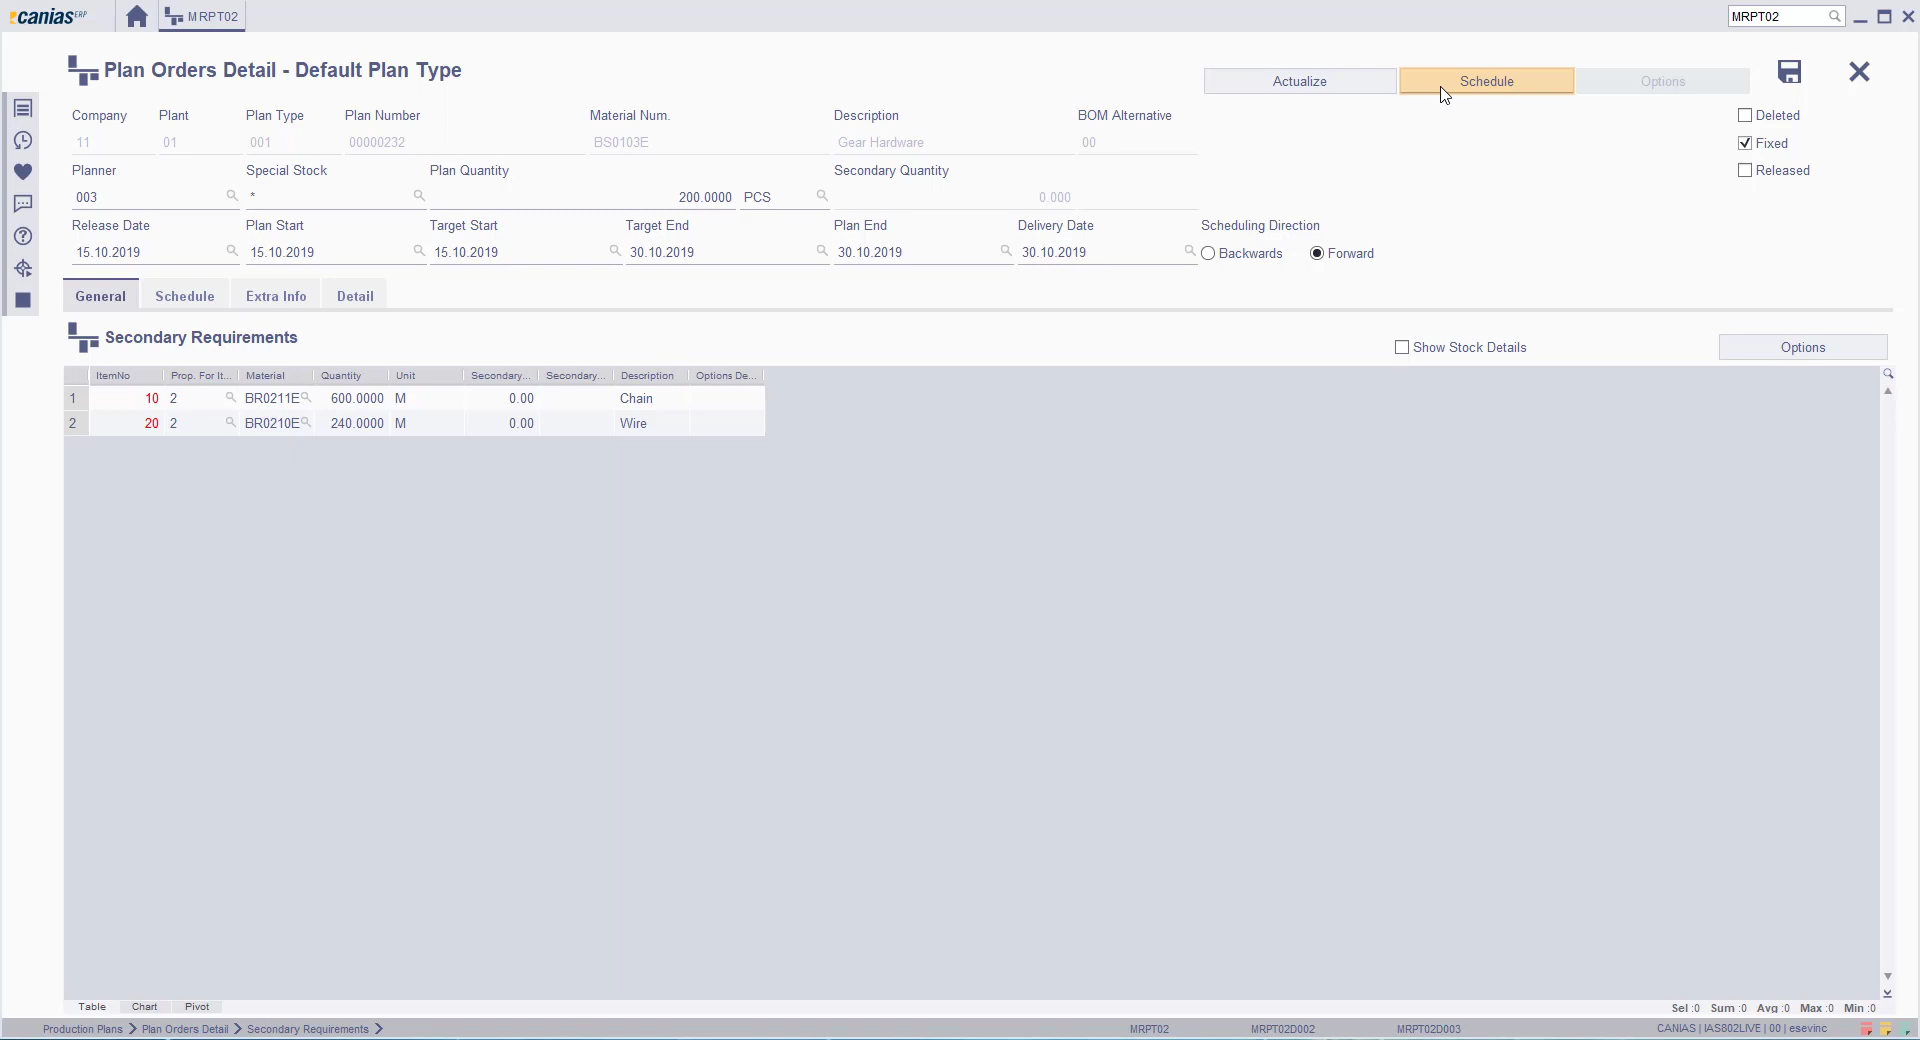 canias ERP MRPT02 MRPT02
Plan Orders Detail - Default Plan Type
Actualize Schedule Options
Company Plant Plan Type Plan Number Material Num. Description BOM Alternative Deleted
11 01 001 00000232 BS0103E Gear Hardware 00 Fixed
Planner Special Stock Plan Quantity Secondary Quantity Released
003 * 200.0000 PCS 0.000
Release Date Plan Start Target Start Target End Plan End Delivery Date Scheduling Direction
15.10.2019 15.10.2019 15.10.2019 30.10.2019 30.10.2019 30.10.2019 Backwards Forward
General Schedule Extra Info Detail
Secondary Requirements Show Stock Details Options
ItemNo Prop. For It... Material Quantity Unit Secondary... Secondary... Description Options De...
1 10 2 BR0211E 600.0000 M 0.00 Chain
2 20 2 BR0210E 240.0000 M 0.00 Wire
Table Chart Pivot Sel :0 Sum :0 Avg :0 Max :0 Min :0
Production Plans Plan Orders Detail Secondary Requirements MRPT02 MRPT02D002 MRPT02D003 CANIAS | IAS802LIVE | 00 | esevinc